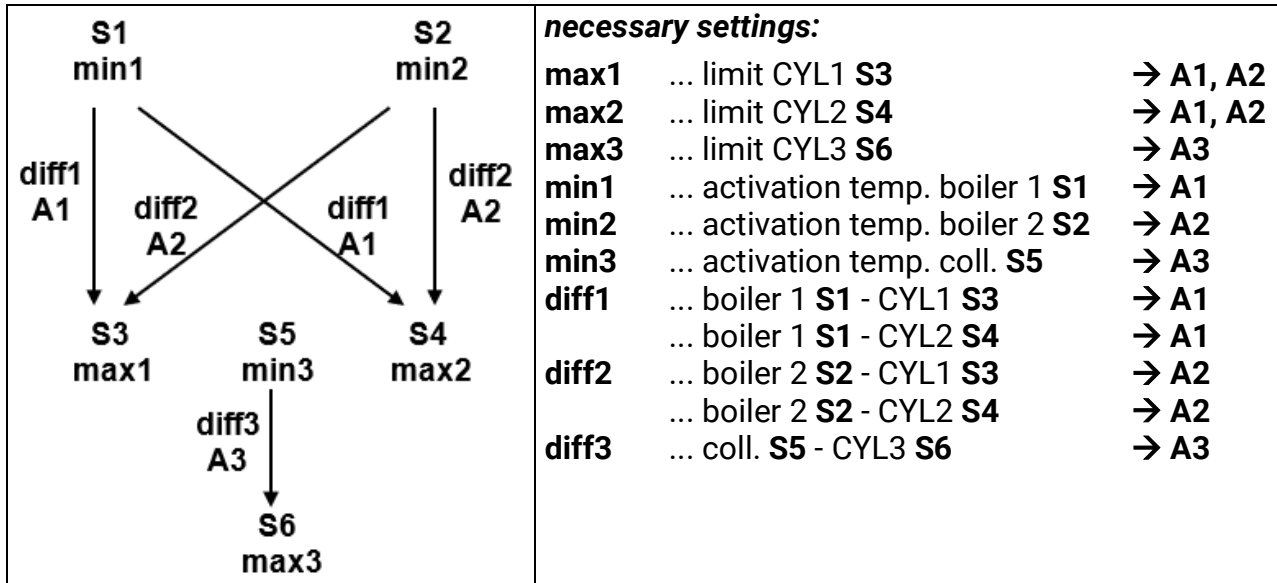 S1
min1
S2
min2
diff1
A1
diff2
A2
diff1
A1
diff2
A2
S3
max1
S5
min3
S4
max2
diff3
A3
S6
max3
necessary settings:
max1 ... limit CYL1 S3 → A1, A2
max2 ... limit CYL2 S4 → A1, A2
max3 ... limit CYL3 S6 → A3
min1 ... activation temp. boiler 1 S1 → A1
min2 ... activation temp. boiler 2 S2 → A2
min3 ... activation temp. coll. S5 → A3
diff1 ... boiler 1 S1 - CYL1 S3 → A1
... boiler 1 S1 - CYL2 S4 → A1
diff2 ... boiler 2 S2 - CYL1 S3 → A2
... boiler 2 S2 - CYL2 S4 → A2
diff3 ... coll. S5 - CYL3 S6 → A3